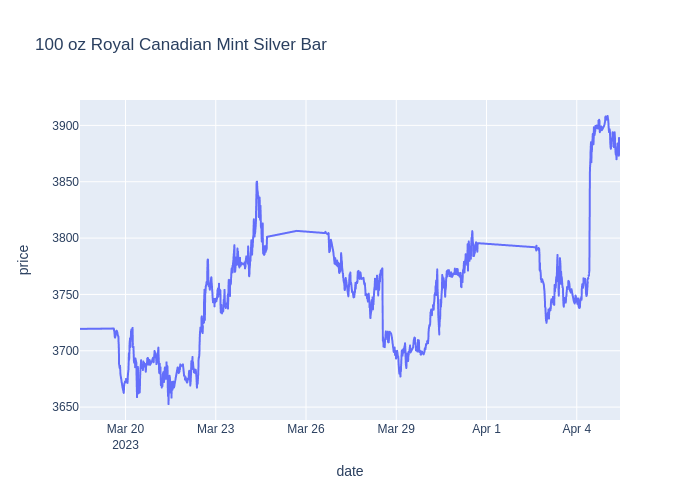 100 oz Royal Canadian Mint Silver Bar
price
3900
3850
3800
3750
3700
3650
Mar 20
2023
Mar 23
Mar 26
Mar 29
Apr 1
Apr 4
date